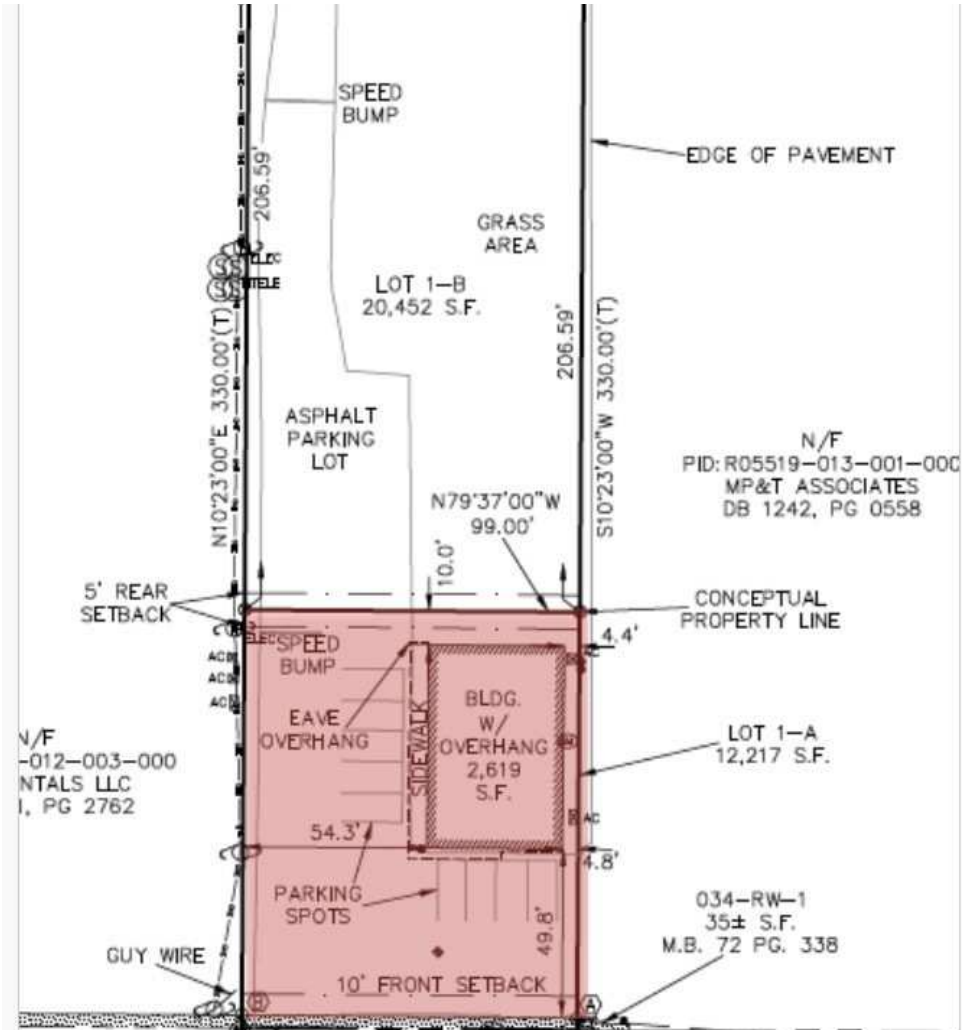 SPEED
BUMP
206.59'
EDGE OF PAVEMENT
GRASS
AREA
ELEC
SS
SS
TELE
LOT 1-B
20,452 S.F.
N10°23'00"E 330.00'(T)
206.59'
S10°23'00"W 330.00'(T)
ASPHALT
PARKING
LOT
N/F
PID: R05519-013-001-000
MP&T ASSOCIATES
DB 1242, PG 0558
N79°37'00"W
99.00'
10.0'
5' REAR
SETBACK
CONCEPTUAL
PROPERTY LINE
ELEC
SPEED
BUMP
4.4'
AC
AC
AC
AC
EAVE
OVERHANG
SIDEWALK
BLDG.
W/
OVERHANG
2,619
S.F.
LOT 1-A
12,217 S.F.
N/F
-012-003-000
NTALS LLC
, PG 2762
AC
54.3'
4.8'
PARKING
SPOTS
49.8'
034-RW-1
35± S.F.
M.B. 72 PG. 338
GUY WIRE
10' FRONT SETBACK
B
A